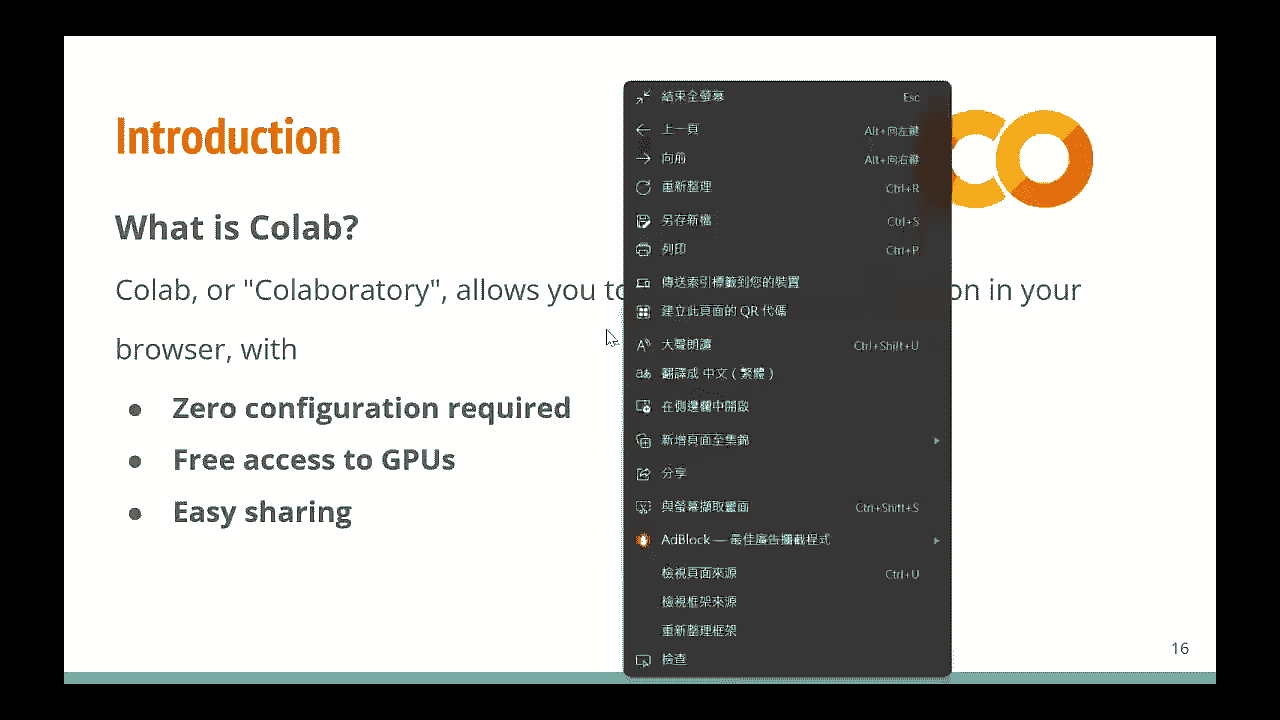 Introduction
What is Colab?
Colab, or "Colaboratory", allows you to
on in your
browser, with
● Zero configuration required
● Free access to GPUs
● Easy sharing
結束全螢幕 Esc
上一頁 Alt+向左鍵
向前 Alt+向右鍵
重新整理 Ctrl+R
另存新檔 Ctrl+S
列印 Ctrl+P
傳送索引標籤到您的裝置
建立此頁面的 QR 代碼
大聲朗讀 Ctrl+Shift+U
翻譯成 中文 ( 繁體 )
在側邊欄中開啟
新增頁面至集錦
分享
與螢幕擷取畫面 Ctrl+Shift+S
AdBlock — 最佳廣告攔截程式
檢視頁面來源 Ctrl+U
檢視框架來源
重新整理框架
檢查
CO
16